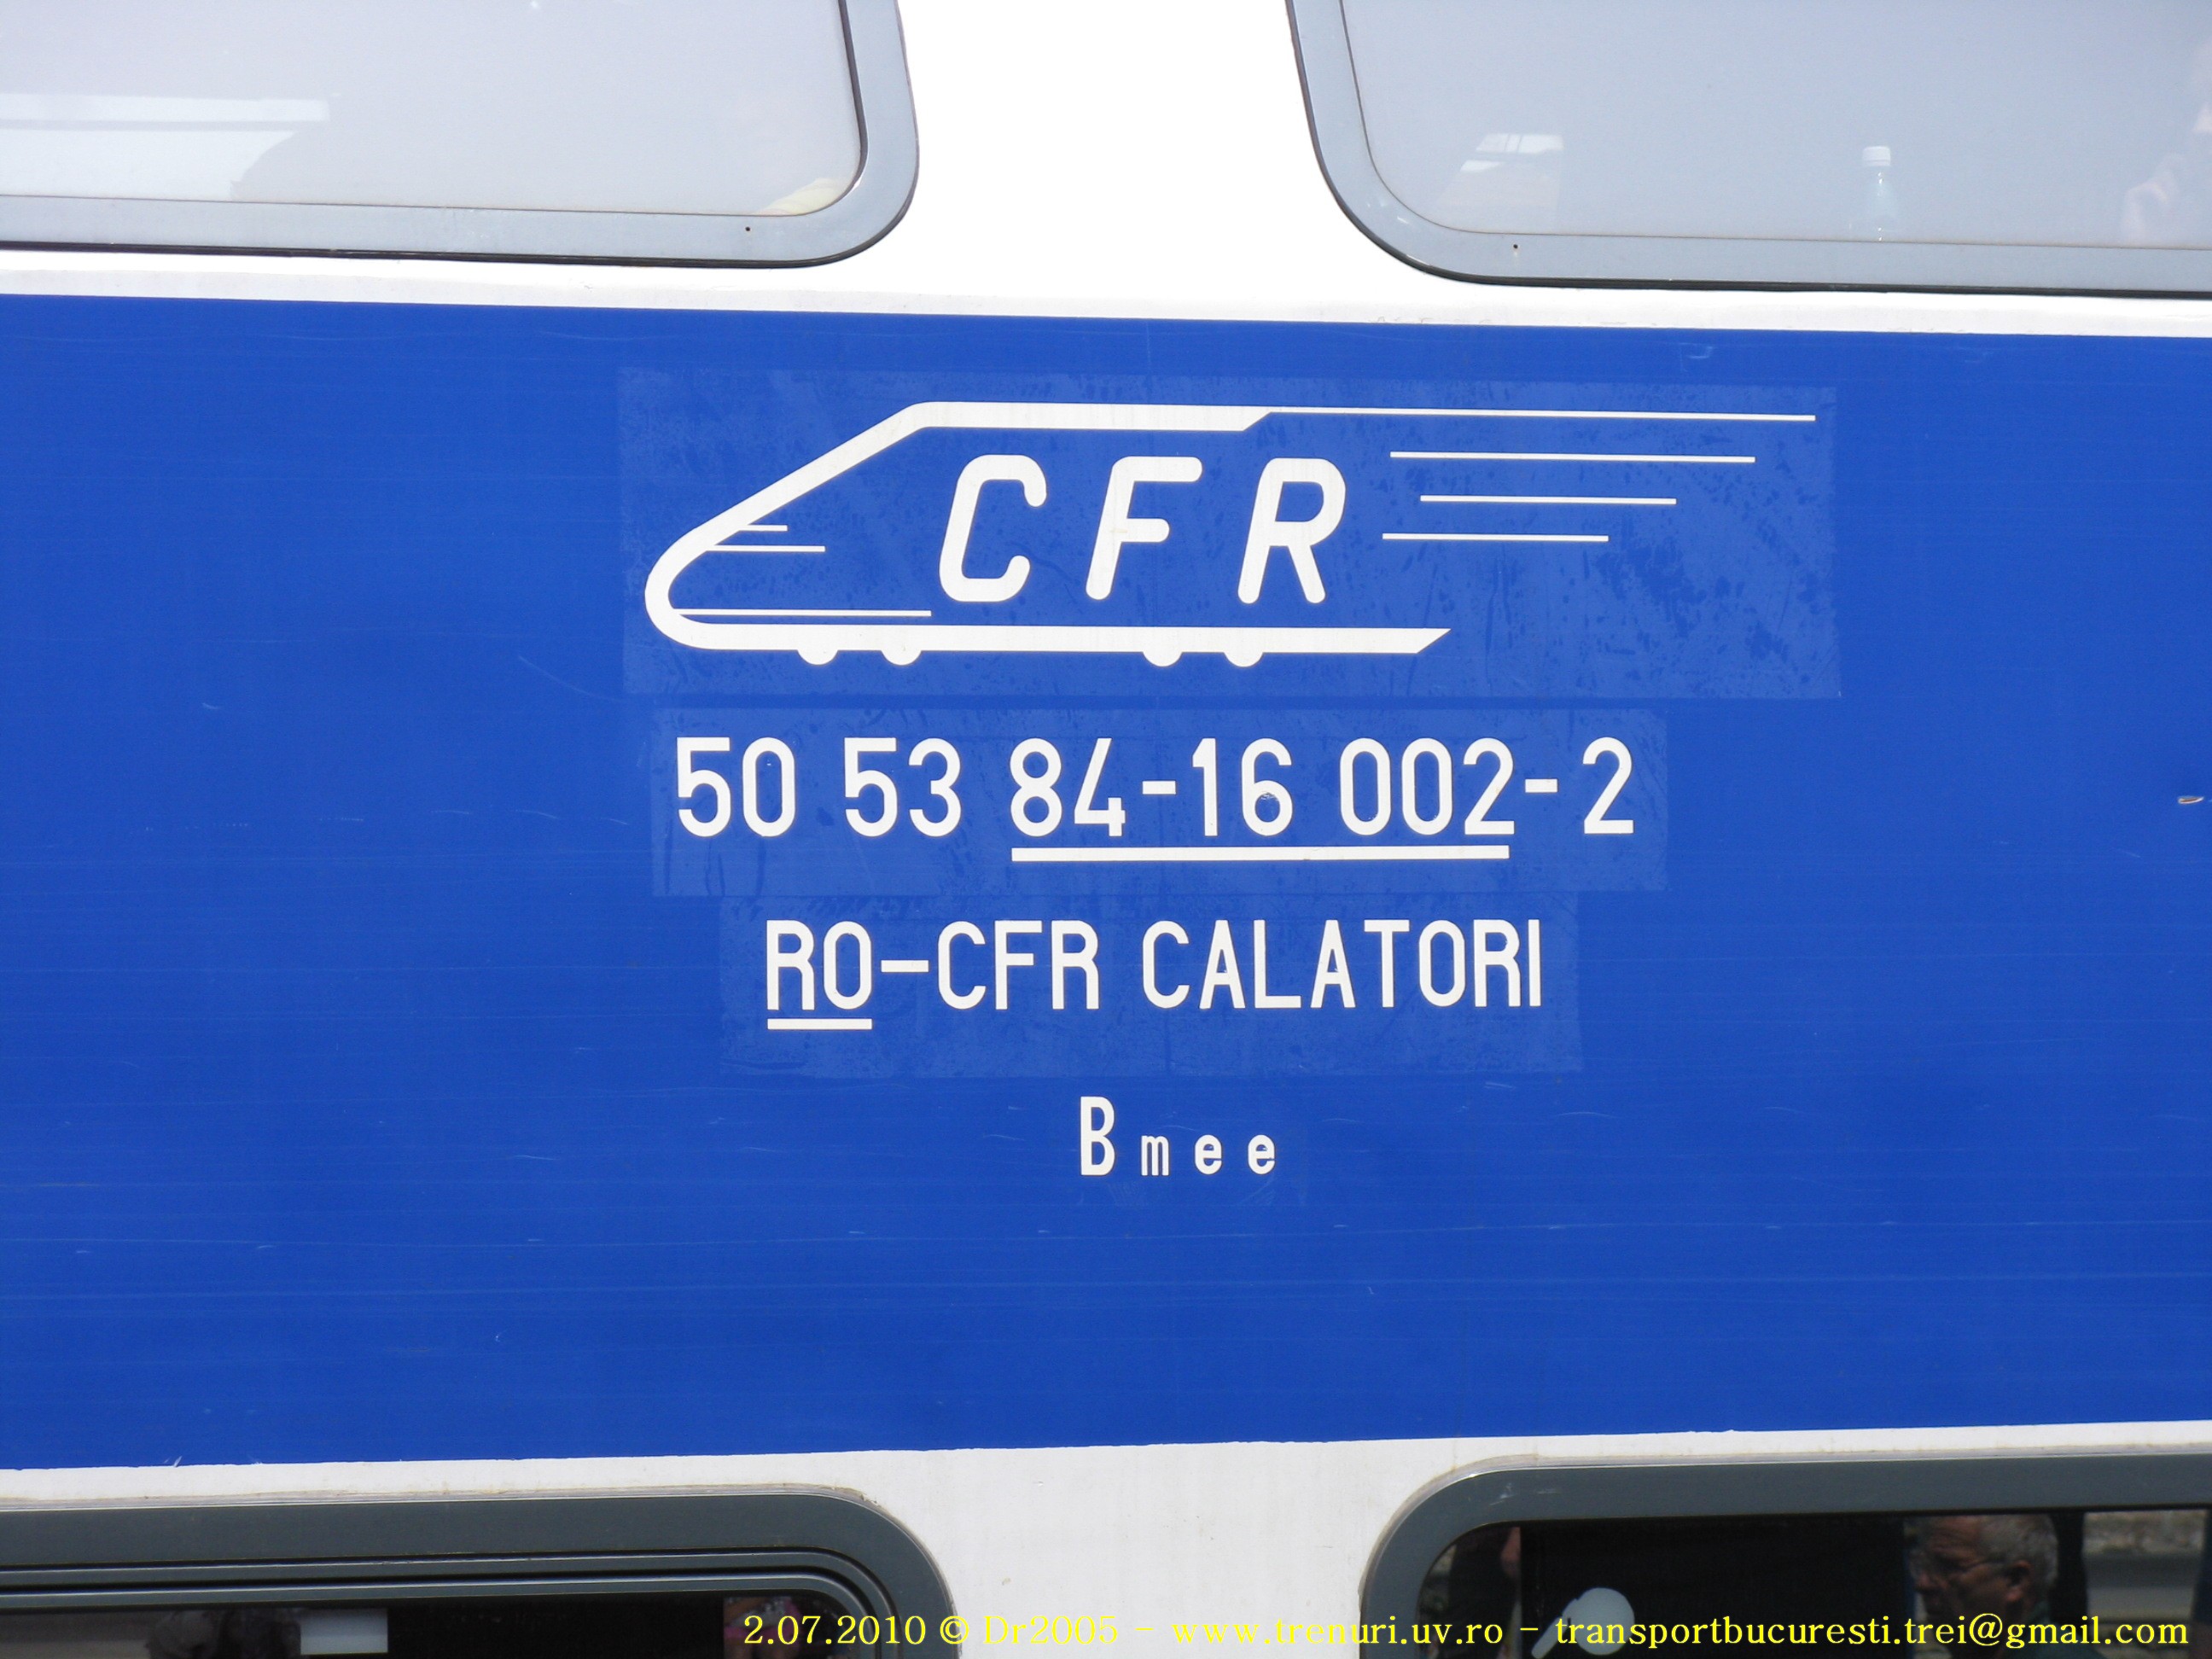 CFR
50 53 84-16 002-2
RO-CFR CALATORI
Bmee
2.07.2010 © Dr2005 - www.trenuri.uv.ro - transportbucuresti.trei@gmail.com